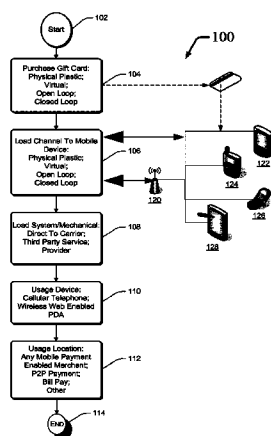 Start
102
100
Purchase Gift Card:
Physical Plastic;
Virtual;
Open Loop;
Closed Loop
104
Load Channel To Mobile
Device:
Physical Plastic;
Virtual;
Open Loop;
Closed Loop
106
120
122
124
126
128
Load System/Mechanical:
Direct To Carrier;
Third Party Service;
Provider
108
Usage Device:
Cellular Telephone;
Wireless Web Enabled
PDA
110
Usage Location:
Any Mobile Payment
Enabled Merchant;
P2P Payment;
Bill Pay;
Other
112
END
114